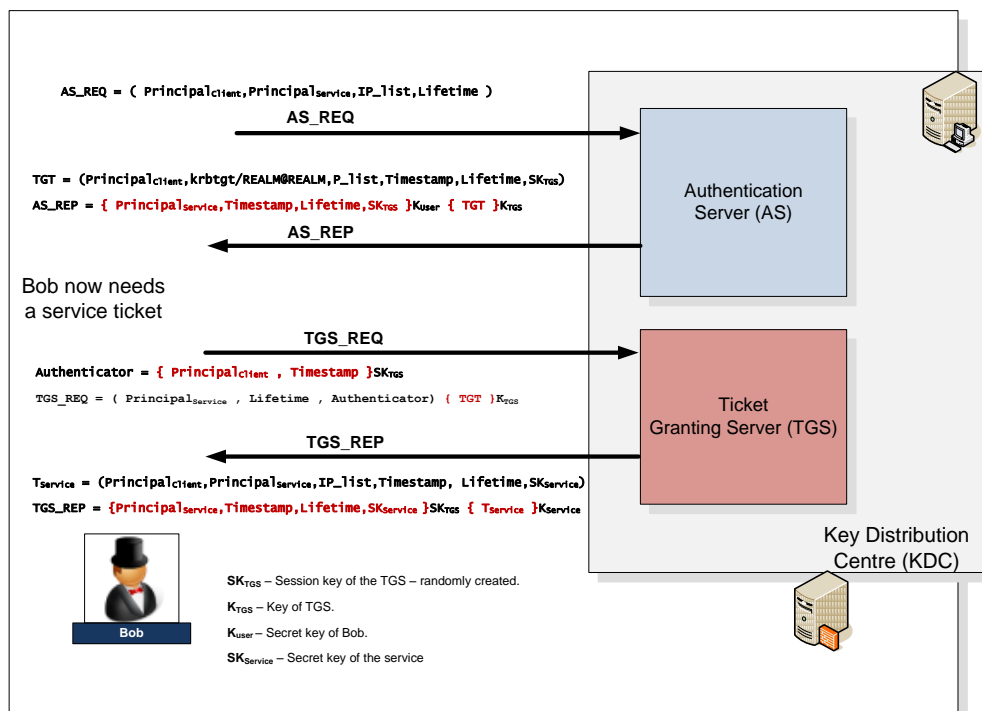 AS_REQ = ( PrincipalClient,PrincipalService,IP_list,Lifetime )
AS_REQ
TGT = (PrincipalClient,krbtgt/REALM@REALM,P_list,Timestamp,Lifetime,SKTGS)
AS_REP = { PrincipalService,Timestamp,Lifetime,SKTGS }Kuser { TGT }KTGS
AS_REP
Authentication
Server (AS)
Bob now needs
a service ticket
TGS_REQ
Authenticator = { PrincipalClient , Timestamp }SKTGS
TGS_REQ = ( PrincipalService , Lifetime , Authenticator) { TGT }KTGS
Ticket
Granting Server (TGS)
TGS_REP
TService = (PrincipalClient,PrincipalService,IP_list,Timestamp, Lifetime,SKService)
TGS_REP = {PrincipalService,Timestamp,Lifetime,SKService }SKTGS { TService }KService
Key Distribution
Centre (KDC)
Bob
SKTGS – Session key of the TGS – randomly created.
KTGS – Key of TGS.
Kuser – Secret key of Bob.
SKService – Secret key of the service